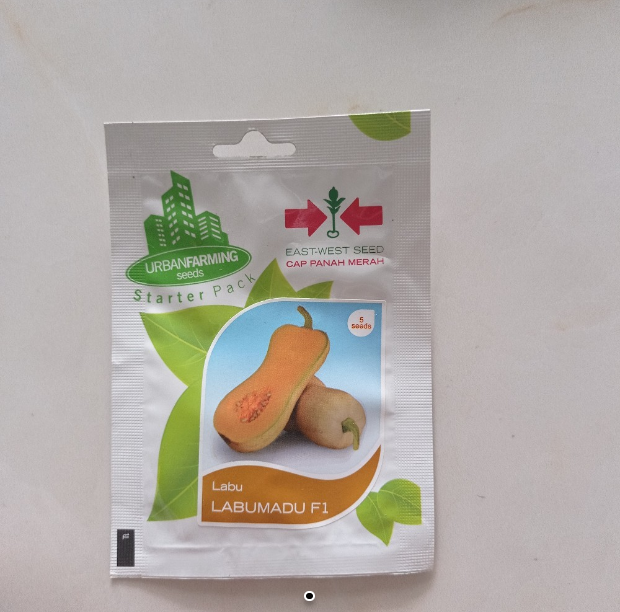 URBANFARMING
seeds
Starter Pack
EAST-WEST SEED
CAP PANAH MERAH
5
seeds
Labu
LABUMADU F1